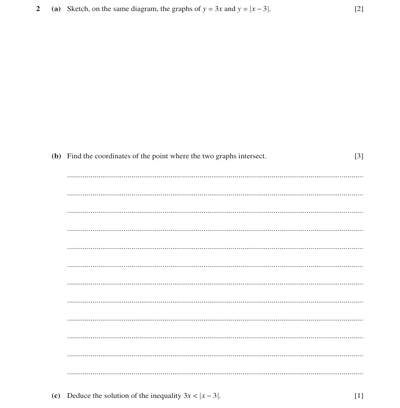 2 (a) Sketch, on the same diagram, the graphs of y = 3x and y = |x − 3|. [2]
(b) Find the coordinates of the point where the two graphs intersect. [3]
(c) Deduce the solution of the inequality 3x < |x − 3|. [1]